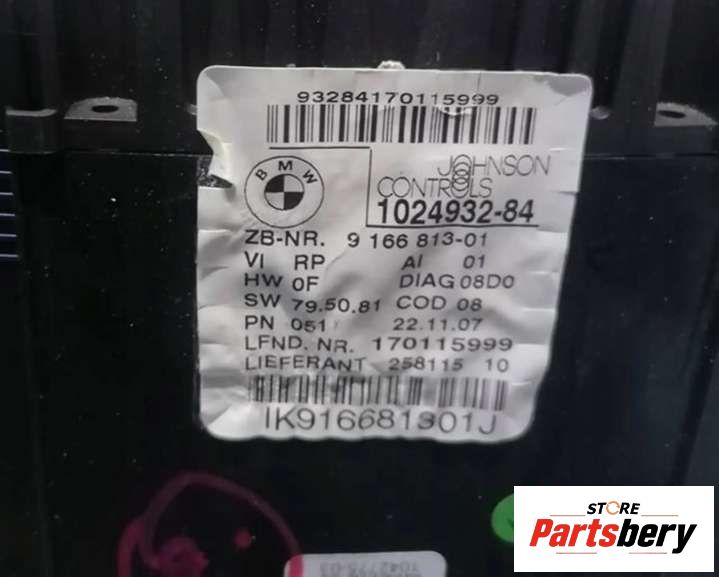 93284170115999
BMW
JOHNSON
CONTROLS
1024932-84
ZB-NR. 9 166 813-01
VI RP AI 01
HW 0F DIAG 08D0
SW 79.50.81 COD 08
PN 051 22.11.07
LFND. NR. 170115999
LIEFERANT 258115 10
IK916681301J
1042775-03
STORE
Partsbery